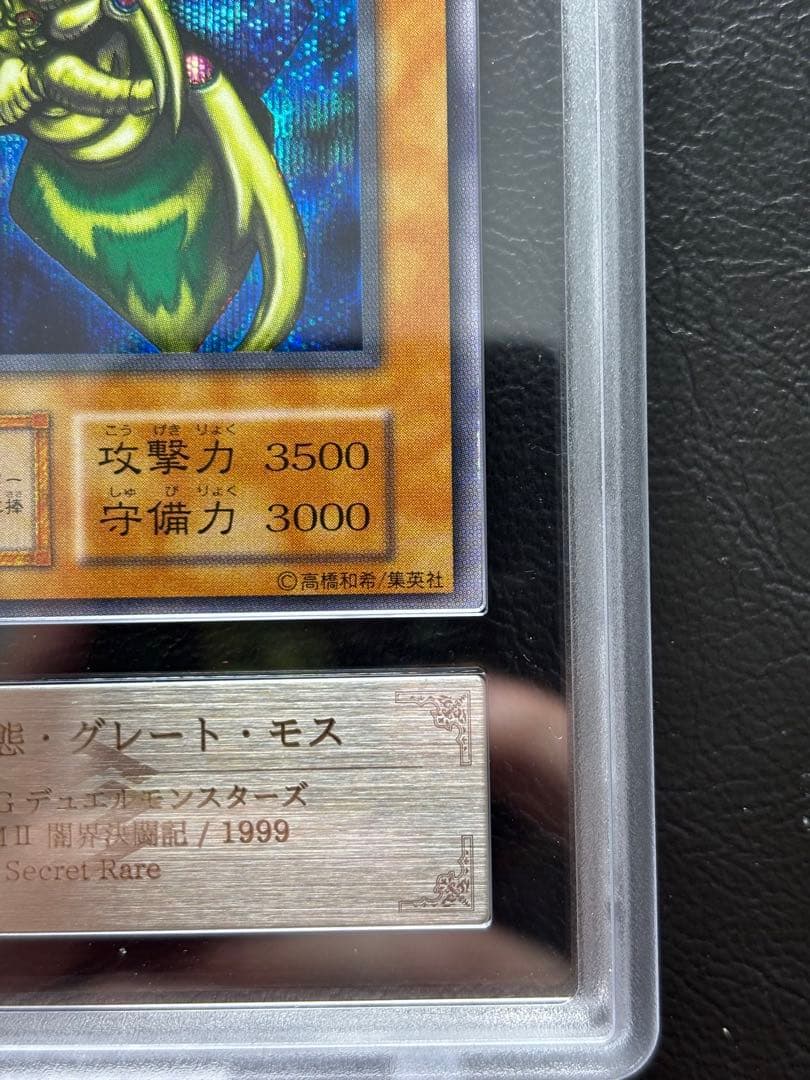 こう げき りょく
攻撃力 3500
しゅ び りょく
守備力 3000
ー
捧
©高橋和希/集英社
態・グレート・モス
G デュエルモンスターズ
II 闇界決闘記 / 1999
Secret Rare